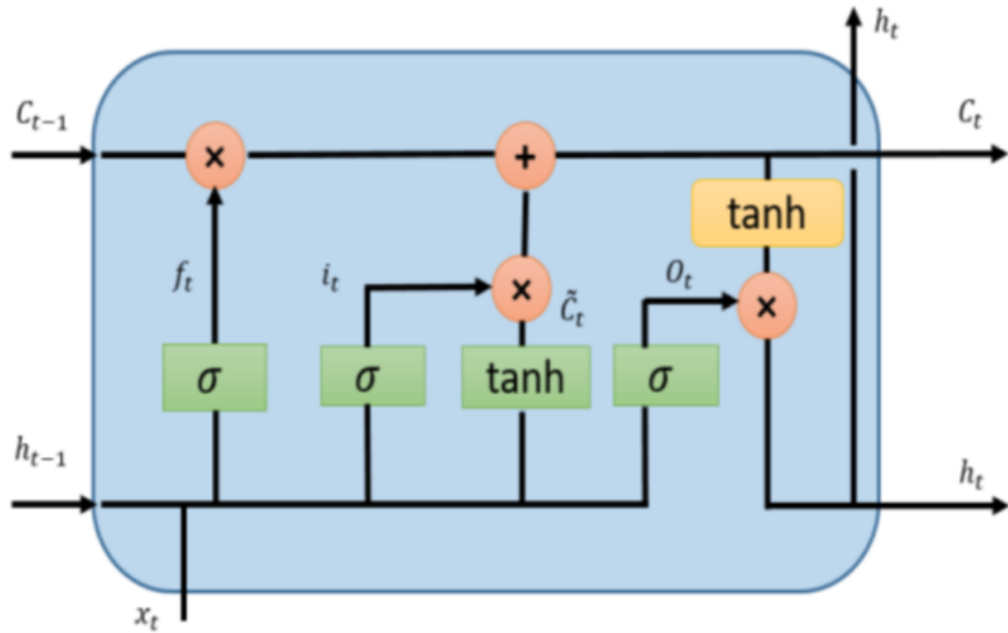 h_t
C_{t-1}
C_t
×
+
tanh
f_t
i_t
×
C̃_t
O_t
×
σ
σ
tanh
σ
h_{t-1}
h_t
x_t